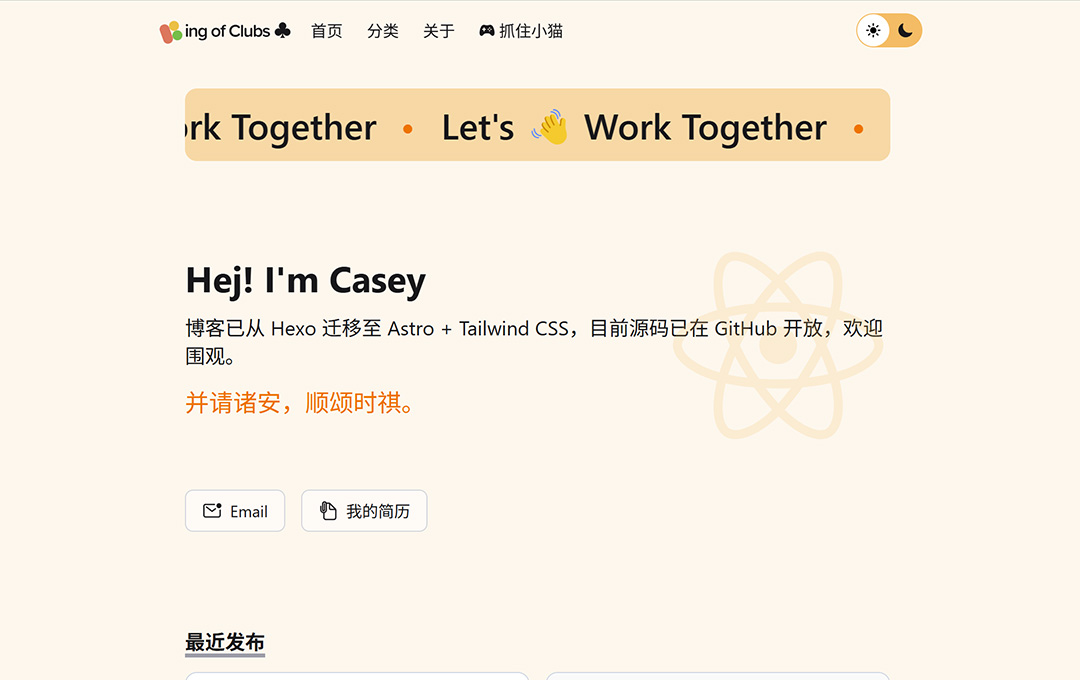 ing of Clubs 首页 分类 关于 抓住小猫
Together • Let's Work Together •
Hej! I'm Casey
博客已从 Hexo 迁移至 Astro + Tailwind CSS，目前源码已在 GitHub 开放，欢迎
围观。
并请诸安，顺颂时祺。
Email 我的简历
最近发布